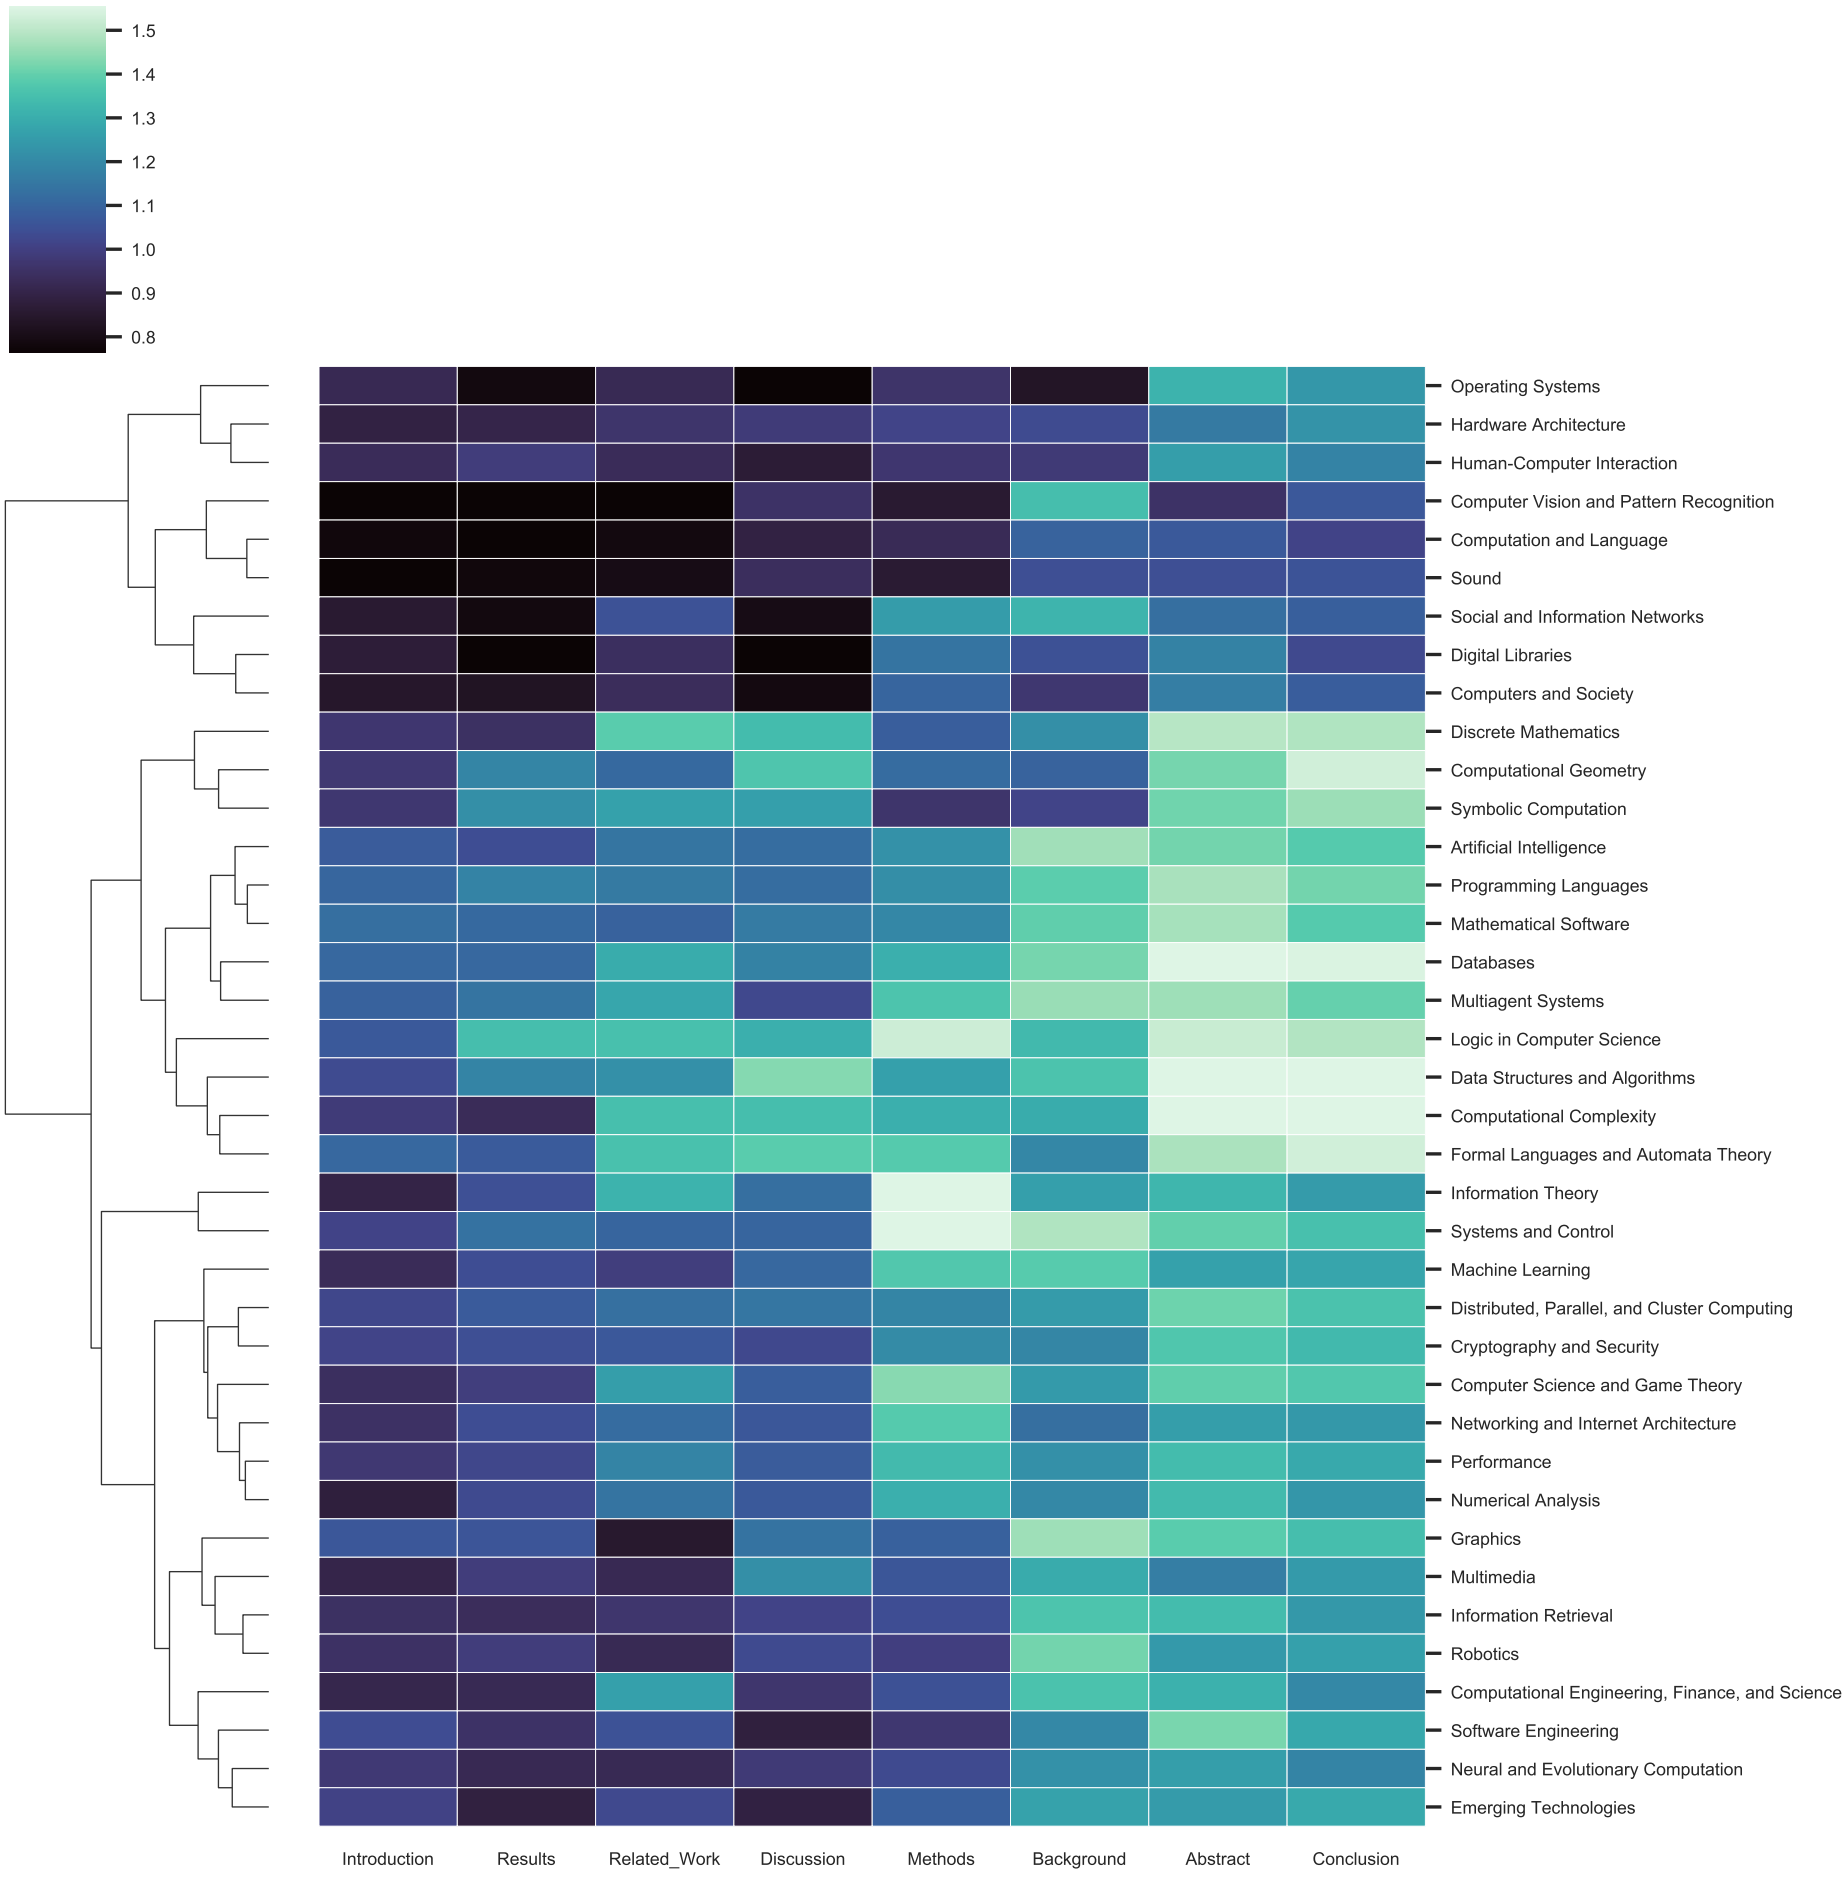 1.5
1.4
1.3
1.2
1.1
1.0
0.9
0.8
Operating Systems
Hardware Architecture
Human-Computer Interaction
Computer Vision and Pattern Recognition
Computation and Language
Sound
Social and Information Networks
Digital Libraries
Computers and Society
Discrete Mathematics
Computational Geometry
Symbolic Computation
Artificial Intelligence
Programming Languages
Mathematical Software
Databases
Multiagent Systems
Logic in Computer Science
Data Structures and Algorithms
Computational Complexity
Formal Languages and Automata Theory
Information Theory
Systems and Control
Machine Learning
Distributed, Parallel, and Cluster Computing
Cryptography and Security
Computer Science and Game Theory
Networking and Internet Architecture
Performance
Numerical Analysis
Graphics
Multimedia
Information Retrieval
Robotics
Computational Engineering, Finance, and Science
Software Engineering
Neural and Evolutionary Computation
Emerging Technologies
Introduction Results Related_Work Discussion Methods Background Abstract Conclusion